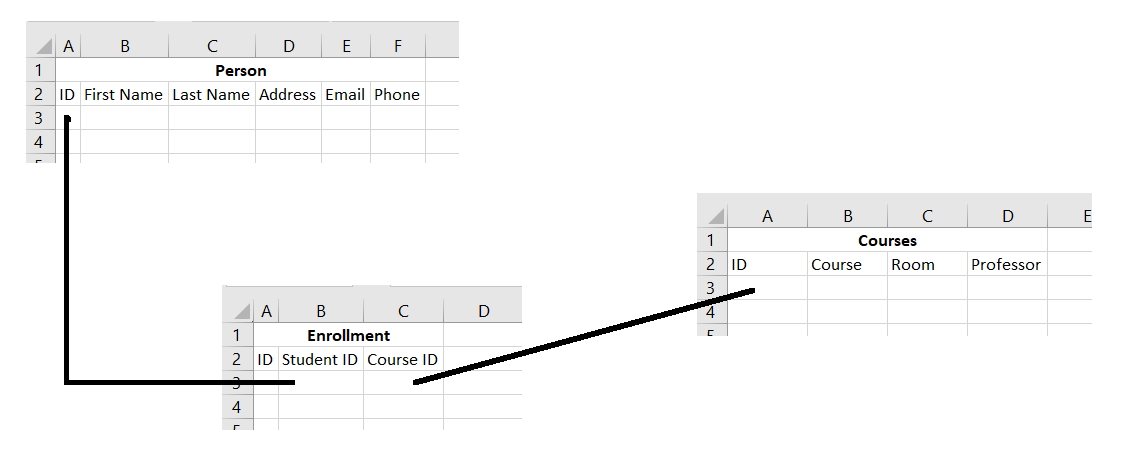 A B C D E F
1 Person
2 ID First Name Last Name Address Email Phone
3
4
A B C D E
1 Courses
2 ID Course Room Professor
3
4
A B C D
1 Enrollment
2 ID Student ID Course ID
3
4